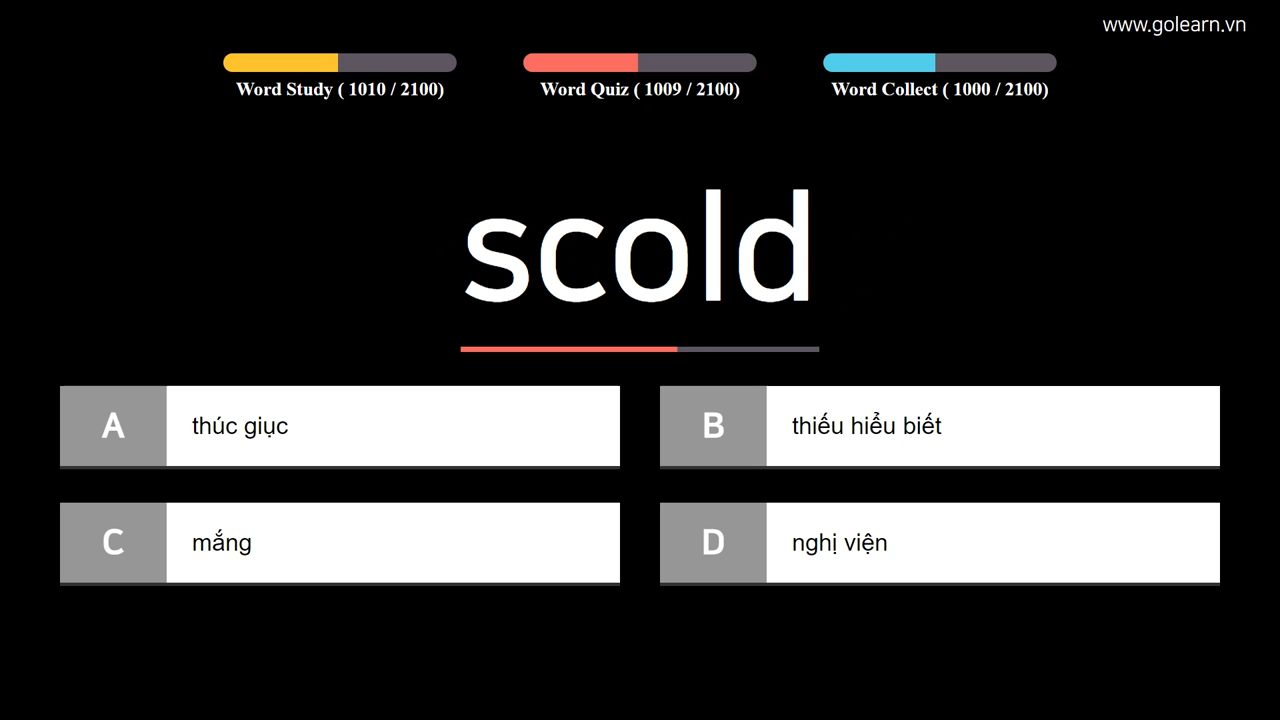 www.golearn.vn
Word Study ( 1010 / 2100)
Word Quiz ( 1009 / 2100)
Word Collect ( 1000 / 2100)
scold
A thúc giục
B thiếu hiểu biết
C mắng
D nghị viện